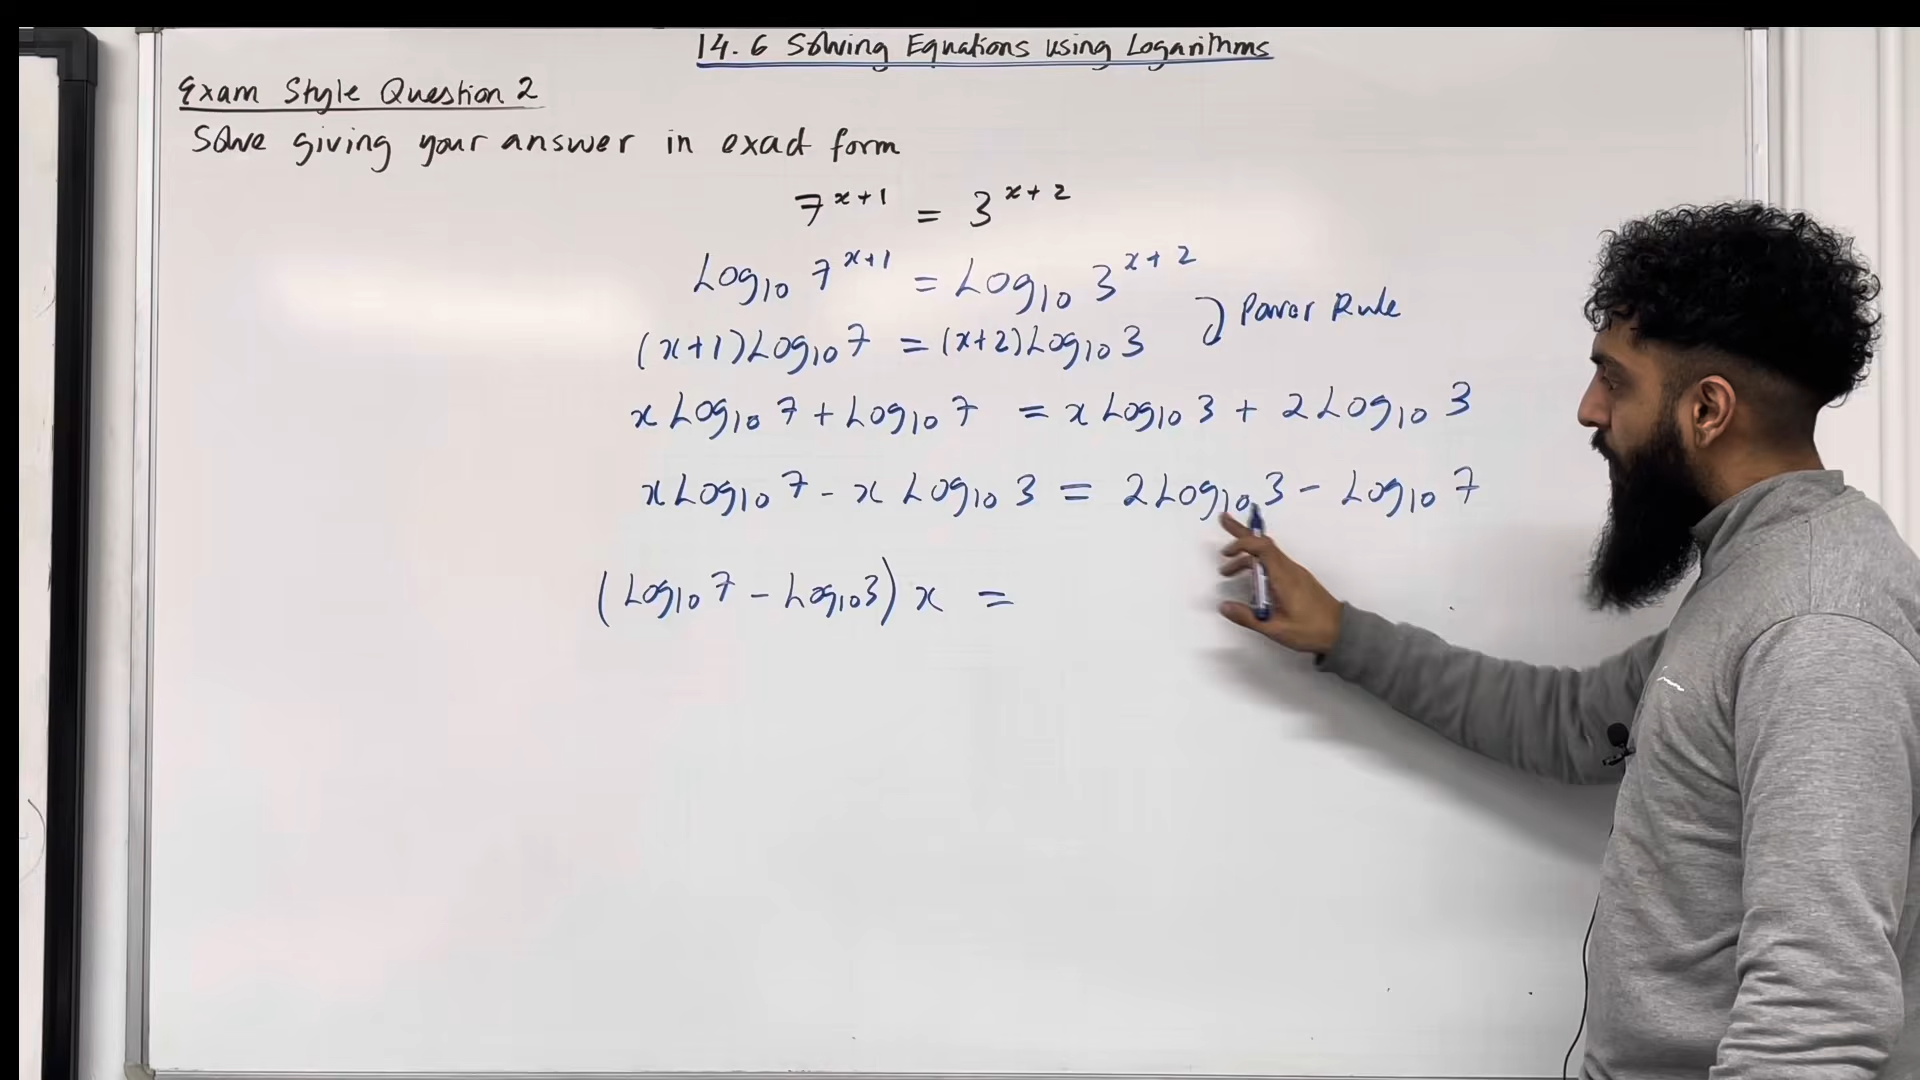 14.6 Solving Equations using Logarithms
Exam Style Question 2
Solve giving your answer in exact form
7^{x+1} = 3^{x+2}
Log₁₀ 7^{x+1} = Log₁₀ 3^{x+2}
(x+1)Log₁₀ 7 = (x+2)Log₁₀ 3 Power Rule
x Log₁₀ 7 + Log₁₀ 7 = x Log₁₀ 3 + 2 Log₁₀ 3
x Log₁₀ 7 - x Log₁₀ 3 = 2 Log₁₀ 3 - Log₁₀ 7
(Log₁₀ 7 - Log₁₀ 3) x =